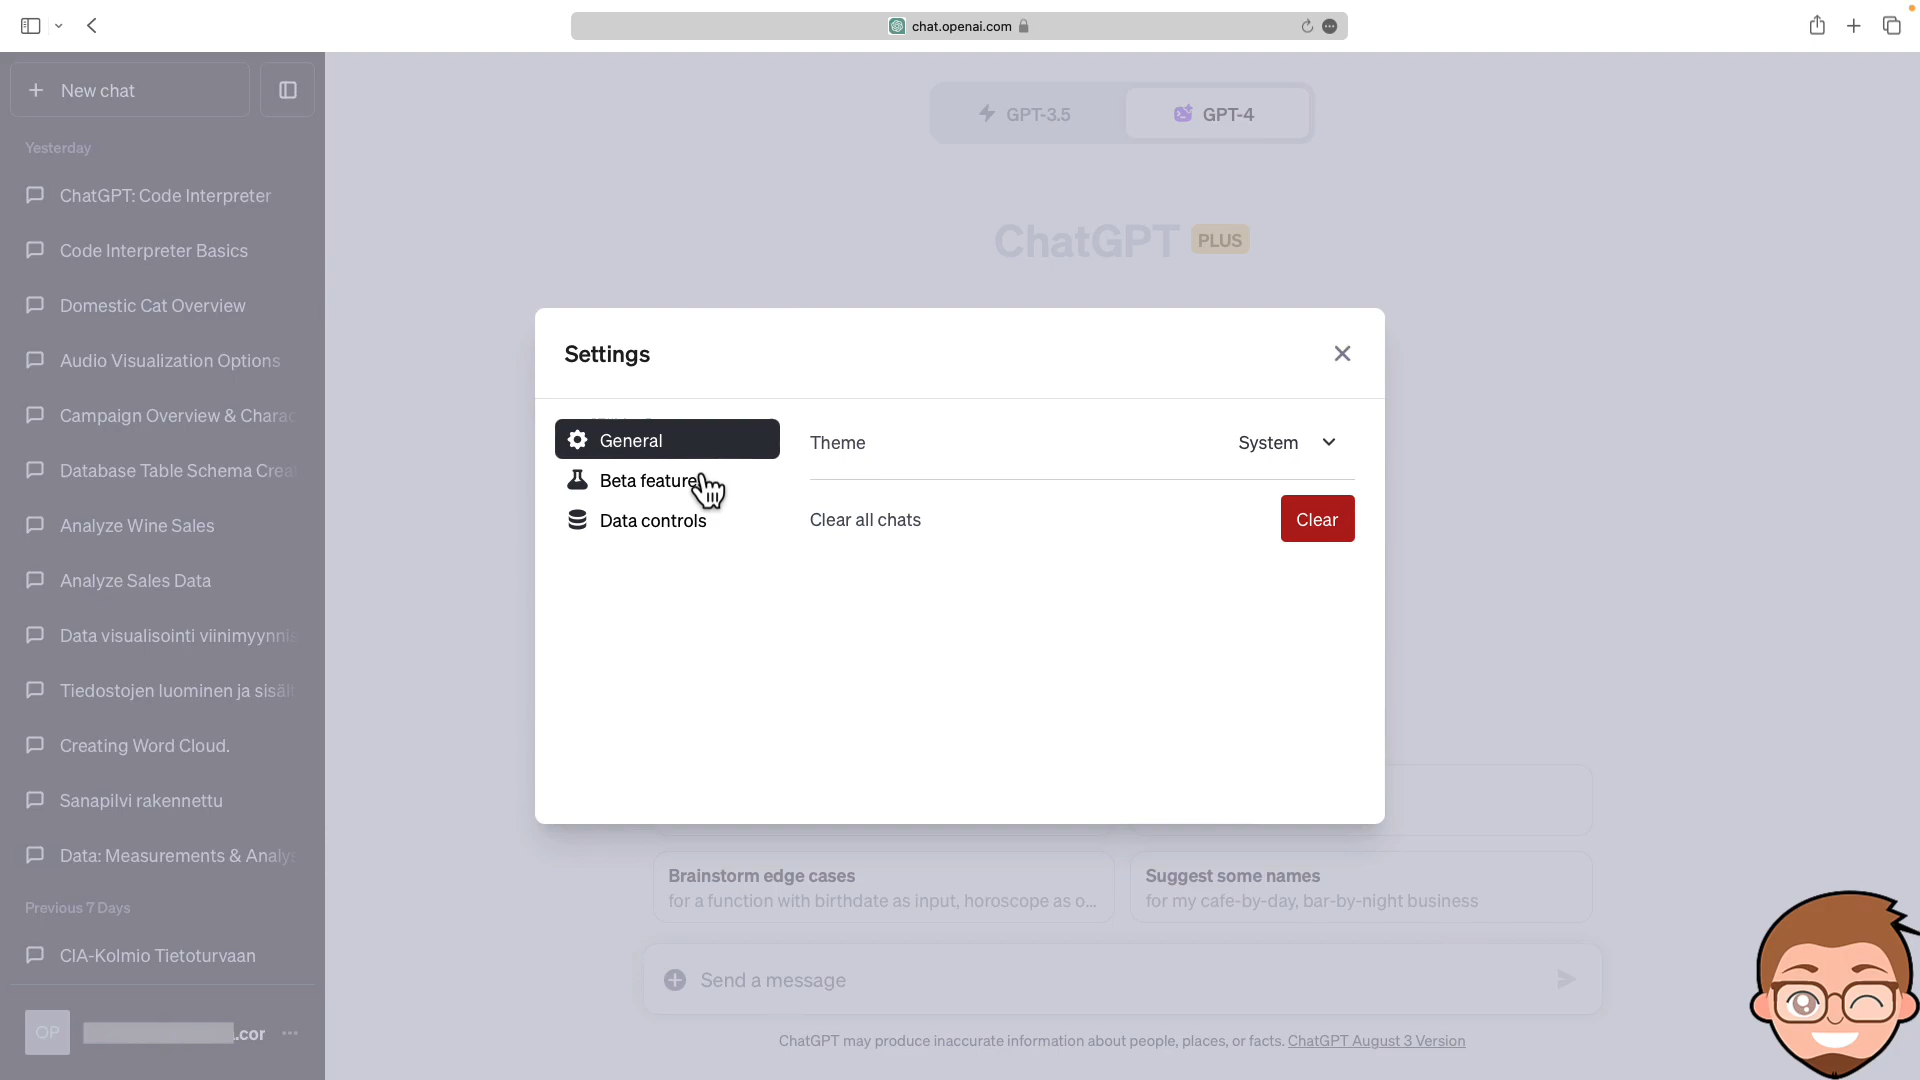 chat.openai.com
New chat
GPT-3.5
GPT-4
Yesterday
ChatGPT: Code Interpreter
Code Interpreter Basics
Domestic Cat Overview
Audio Visualization Options
Campaign Overview & Charac
Database Table Schema Crea
Analyze Wine Sales
Analyze Sales Data
Data visualisointi viinimyynnis
Tiedostojen luominen ja sisält
Creating Word Cloud.
Sanapilvi rakennettu
Data: Measurements & Analys
Previous 7 Days
CIA-Kolmio Tietoturvaan
OP
.cor
ChatGPT PLUS
Settings
General
Beta feature
Data controls
Theme
System
Clear all chats
Clear
Brainstorm edge cases
for a function with birthdate as input, horoscope as o...
Suggest some names
for my cafe-by-day, bar-by-night business
Send a message
ChatGPT may produce inaccurate information about people, places, or facts. ChatGPT August 3 Version